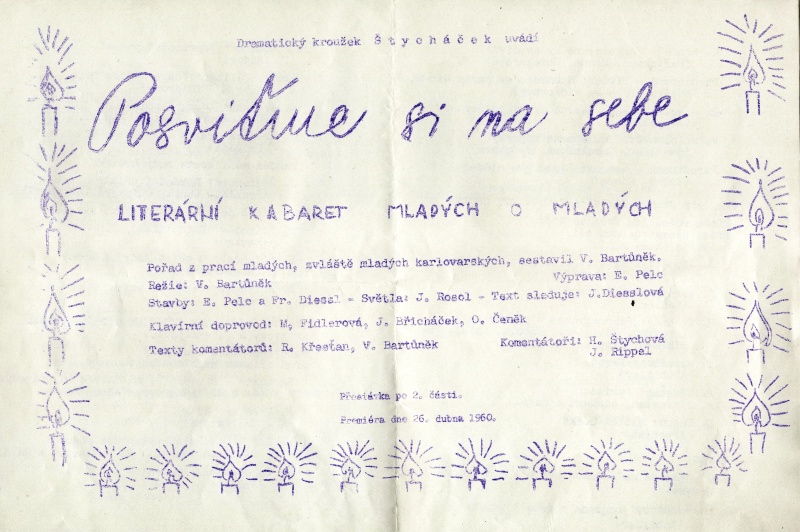 Dramatický kroužek Š t y c h á č e k uvádí
Posviťme si na sebe
LITERÁRNÍ KABARET MLADÝCH O MLADÝCH
Pořad z prací mladých, zvláště mladých karlovarských, sestavil V. Bartůněk.
Režie: V. Bartůněk Výprava: E. Pelc
Stavby: E. Pelc a Fr. Diessl - Světla: J. Rosol - Text sleduje: J.Diesslová
Klavírní doprovod: M. Fidlerová, J. Břicháček, O. Čeněk
Texty komentátorů: R. Křesťan, V. Bartůněk Komentátoři: H. Štychová
J. Rippel
Přestávka po 2. části.
Premiéra dne 26. dubna 1960.